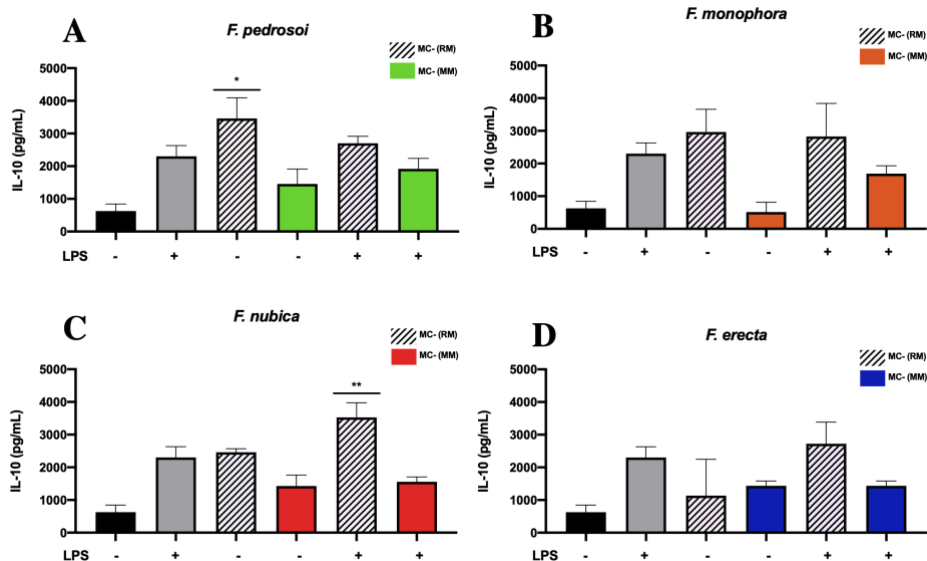 A
F. pedrosoi
MC- (RM)
MC- (MM)
IL-10 (pg/mL)
5000
4000
3000
2000
1000
0
*
LPS - + - - + +
B
F. monophora
MC- (RM)
MC- (MM)
IL-10 (pg/mL)
5000
4000
3000
2000
1000
0
- + - - + +
C
F. nubica
MC- (RM)
MC- (MM)
IL-10 (pg/mL)
5000
4000
3000
2000
1000
0
**
LPS - + - - + +
D
F. erecta
MC- (RM)
MC- (MM)
IL-10 (pg/mL)
5000
4000
3000
2000
1000
0
LPS - + - - + +